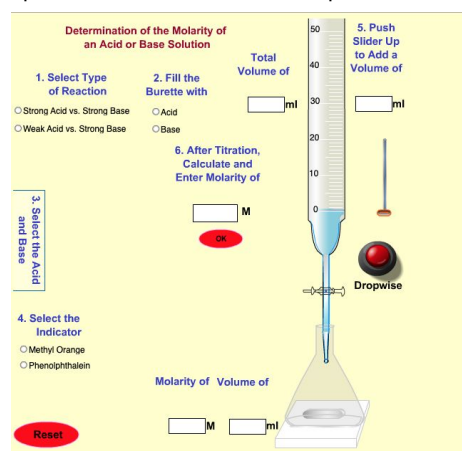 Determination of the Molarity of
an Acid or Base Solution
1. Select Type
of Reaction
Strong Acid vs. Strong Base
Weak Acid vs. Strong Base
2. Fill the
Burette with
Acid
Base
Total
Volume of
ml
50
40
30
20
10
0
5. Push
Slider Up
to Add a
Volume of
ml
6. After Titration,
Calculate and
Enter Molarity of
M
OK
3. Select the Acid
and Base
Dropwise
4. Select the
Indicator
Methyl Orange
Phenolphthalein
Molarity of Volume of
M ml
Reset